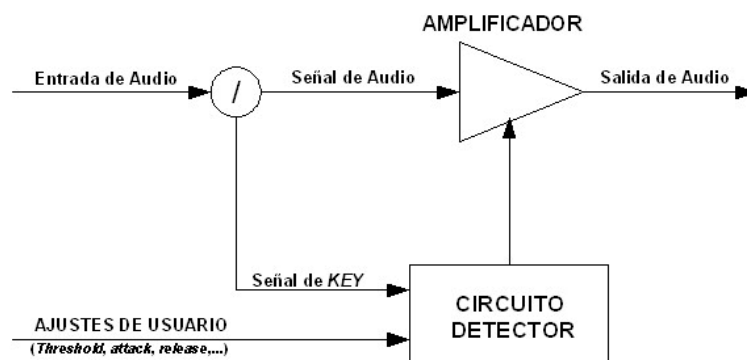 AMPLIFICADOR
Entrada de Audio
/
Señal de Audio
Salida de Audio
Señal de KEY
CIRCUITO
DETECTOR
AJUSTES DE USUARIO
(Threshold, attack, release,...)